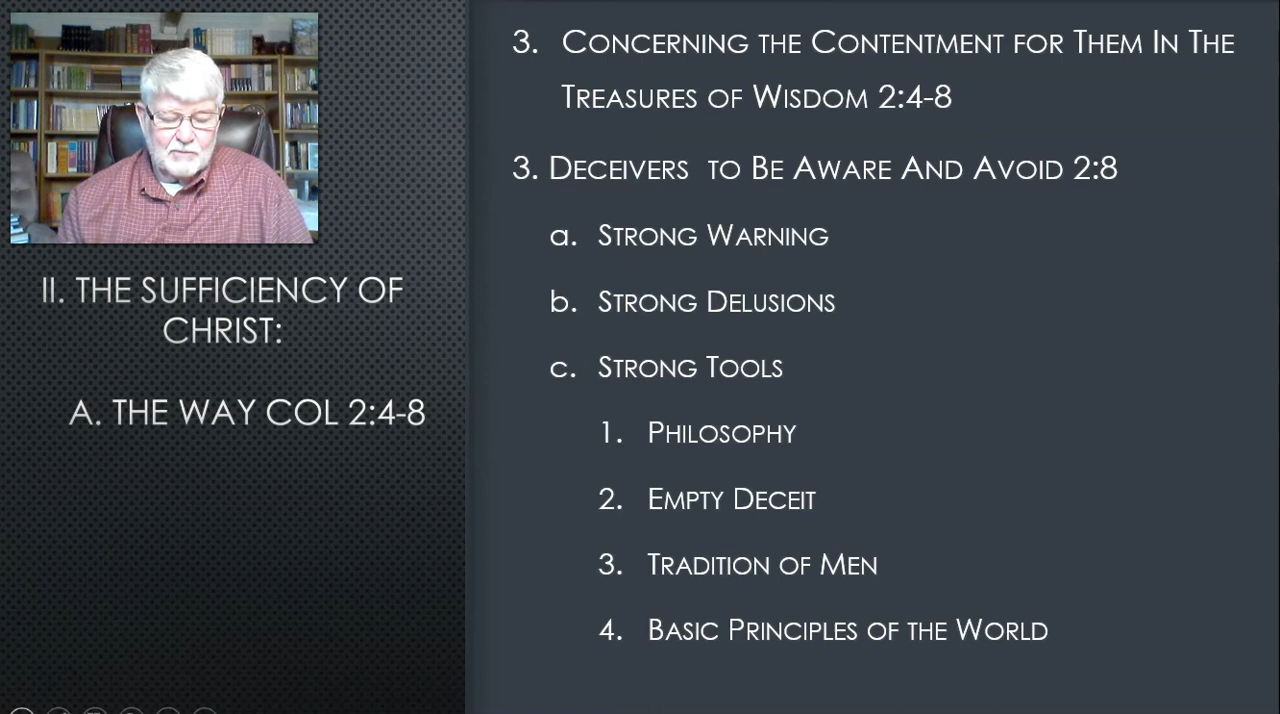 II. THE SUFFICIENCY OF
CHRIST:
A. THE WAY COL 2:4-8
3. CONCERNING THE CONTENTMENT FOR THEM IN THE
TREASURES OF WISDOM 2:4-8
3. DECEIVERS TO BE AWARE AND AVOID 2:8
a. STRONG WARNING
b. STRONG DELUSIONS
c. STRONG TOOLS
1. PHILOSOPHY
2. EMPTY DECEIT
3. TRADITION OF MEN
4. BASIC PRINCIPLES OF THE WORLD